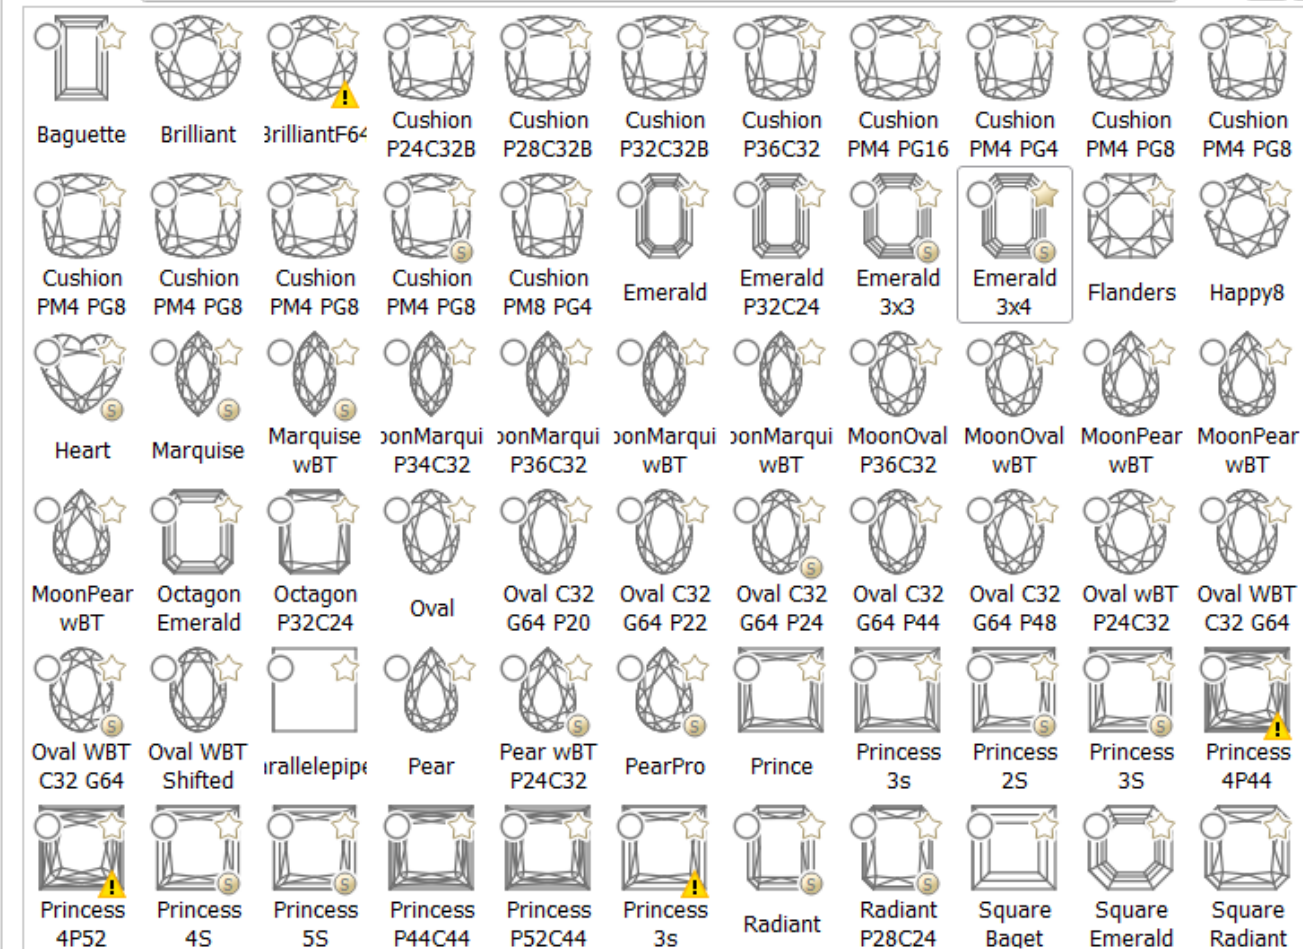 Baguette
Brilliant
BrilliantF64
Cushion
P24C32B
Cushion
P28C32B
Cushion
P32C32B
Cushion
P36C32
Cushion
PM4 PG16
Cushion
PM4 PG4
Cushion
PM4 PG8
Cushion
PM4 PG8
Cushion
PM4 PG8
Cushion
PM4 PG8
Cushion
PM4 PG8
Cushion
PM4 PG8
Cushion
PM8 PG4
Emerald
Emerald
P32C24
S
Emerald
3x3
S
Emerald
3x4
Flanders
Happy8
Heart
Marquise
Marquise
wBT
oonMarqui
P34C32
oonMarqui
P36C32
oonMarqui
wBT
oonMarqui
wBT
MoonOval
P36C32
MoonOval
wBT
MoonPear
wBT
MoonPear
wBT
MoonPear
wBT
Octagon
Emerald
Octagon
P32C24
Oval
Oval C32
G64 P20
Oval C32
G64 P22
Oval C32
G64 P24
Oval C32
G64 P44
Oval C32
G64 P48
Oval wBT
P24C32
Oval WBT
C32 G64
Oval WBT
C32 G64
Oval WBT
Shifted
arallelepipe
Pear
Pear wBT
P24C32
PearPro
Prince
Princess
3s
Princess
2S
Princess
3S
Princess
4P44
Princess
4P52
Princess
4S
Princess
5S
Princess
P44C44
Princess
P52C44
Princess
3s
Radiant
Radiant
P28C24
Square
Baget
Square
Emerald
Square
Radiant